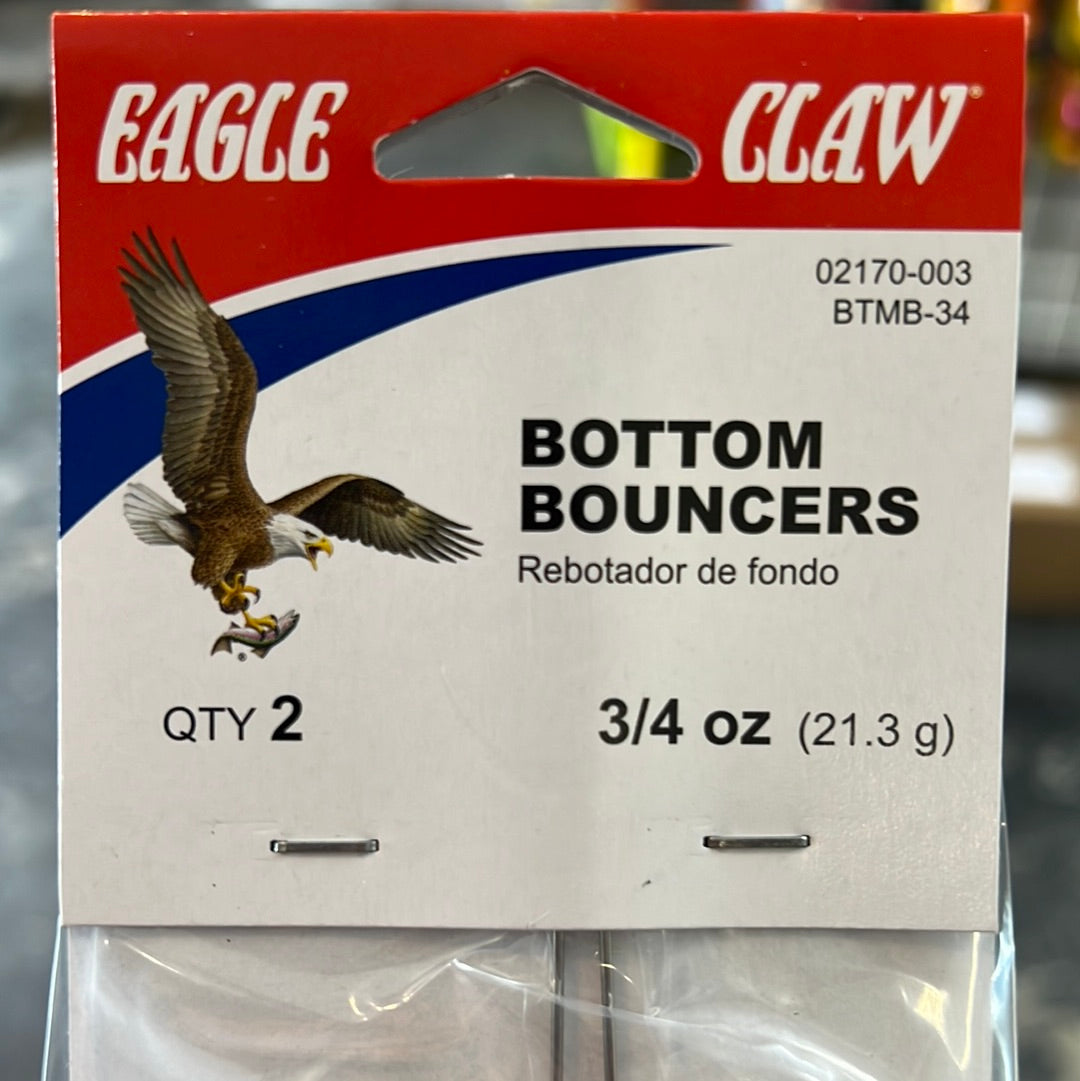 EAGLE CLAW®
02170-003
BTMB-34
BOTTOM
BOUNCERS
Rebotador de fondo
®
QTY 2
3/4 oz (21.3 g)